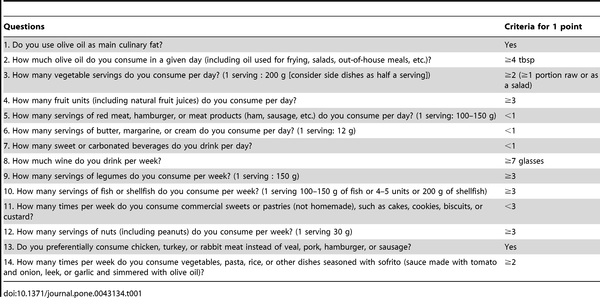 Questions Criteria for 1 point
1. Do you use olive oil as main culinary fat? Yes
2. How much olive oil do you consume in a given day (including oil used for frying, salads, out-of-house meals, etc.)? ≥4 tbsp
3. How many vegetable servings do you consume per day? (1 serving : 200 g [consider side dishes as half a serving]) ≥2 (≥1 portion raw or as
a salad)
4. How many fruit units (including natural fruit juices) do you consume per day? ≥3
5. How many servings of red meat, hamburger, or meat products (ham, sausage, etc.) do you consume per day? (1 serving: 100–150 g) <1
6. How many servings of butter, margarine, or cream do you consume per day? (1 serving: 12 g) <1
7. How many sweet or carbonated beverages do you drink per day? <1
8. How much wine do you drink per week? ≥7 glasses
9. How many servings of legumes do you consume per week? (1 serving : 150 g) ≥3
10. How many servings of fish or shellfish do you consume per week? (1 serving 100–150 g of fish or 4–5 units or 200 g of shellfish) ≥3
11. How many times per week do you consume commercial sweets or pastries (not homemade), such as cakes, cookies, biscuits, or <3
custard?
12. How many servings of nuts (including peanuts) do you consume per week? (1 serving 30 g) ≥3
13. Do you preferentially consume chicken, turkey, or rabbit meat instead of veal, pork, hamburger, or sausage? Yes
14. How many times per week do you consume vegetables, pasta, rice, or other dishes seasoned with sofrito (sauce made with tomato ≥2
and onion, leek, or garlic and simmered with olive oil)?
doi:10.1371/journal.pone.0043134.t001